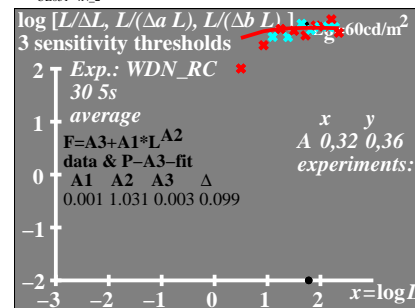 log [L/ΔL, L/(Δa L), L/(Δb L) ]
Lg=60cd/m2
3 sensitivity thresholds
2
Exp.: WDN_RC
30 5s
average
1
x y
F=A3+A1*LA2
A 0,32 0,36
data & P−A3−fit
experiments:
0
A1 A2 A3 Δ
0.001 1.031 0.003 0.099
−1
−2
−3 −2 −1 0 1 2
x=log